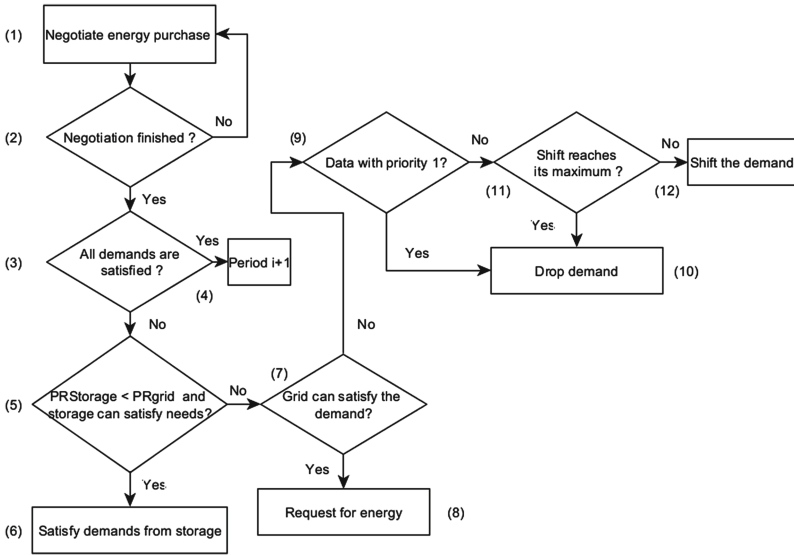 (1)
Negotiate energy purchase
No
(2)
Negotiation finished ?
Yes
(3)
All demands are
satisfied ?
Yes
Period i+1
(4)
No
(5)
PRStorage < PRgrid and
storage can satisfy needs?
No
Yes
(6)
Satisfy demands from storage
(7)
Grid can satisfy the
demand?
No
Yes
Request for energy
(8)
(9)
Data with priority 1?
No
Yes
(11)
Shift reaches
its maximum ?
No
(12)
Shift the demand
Yes
Drop demand
(10)